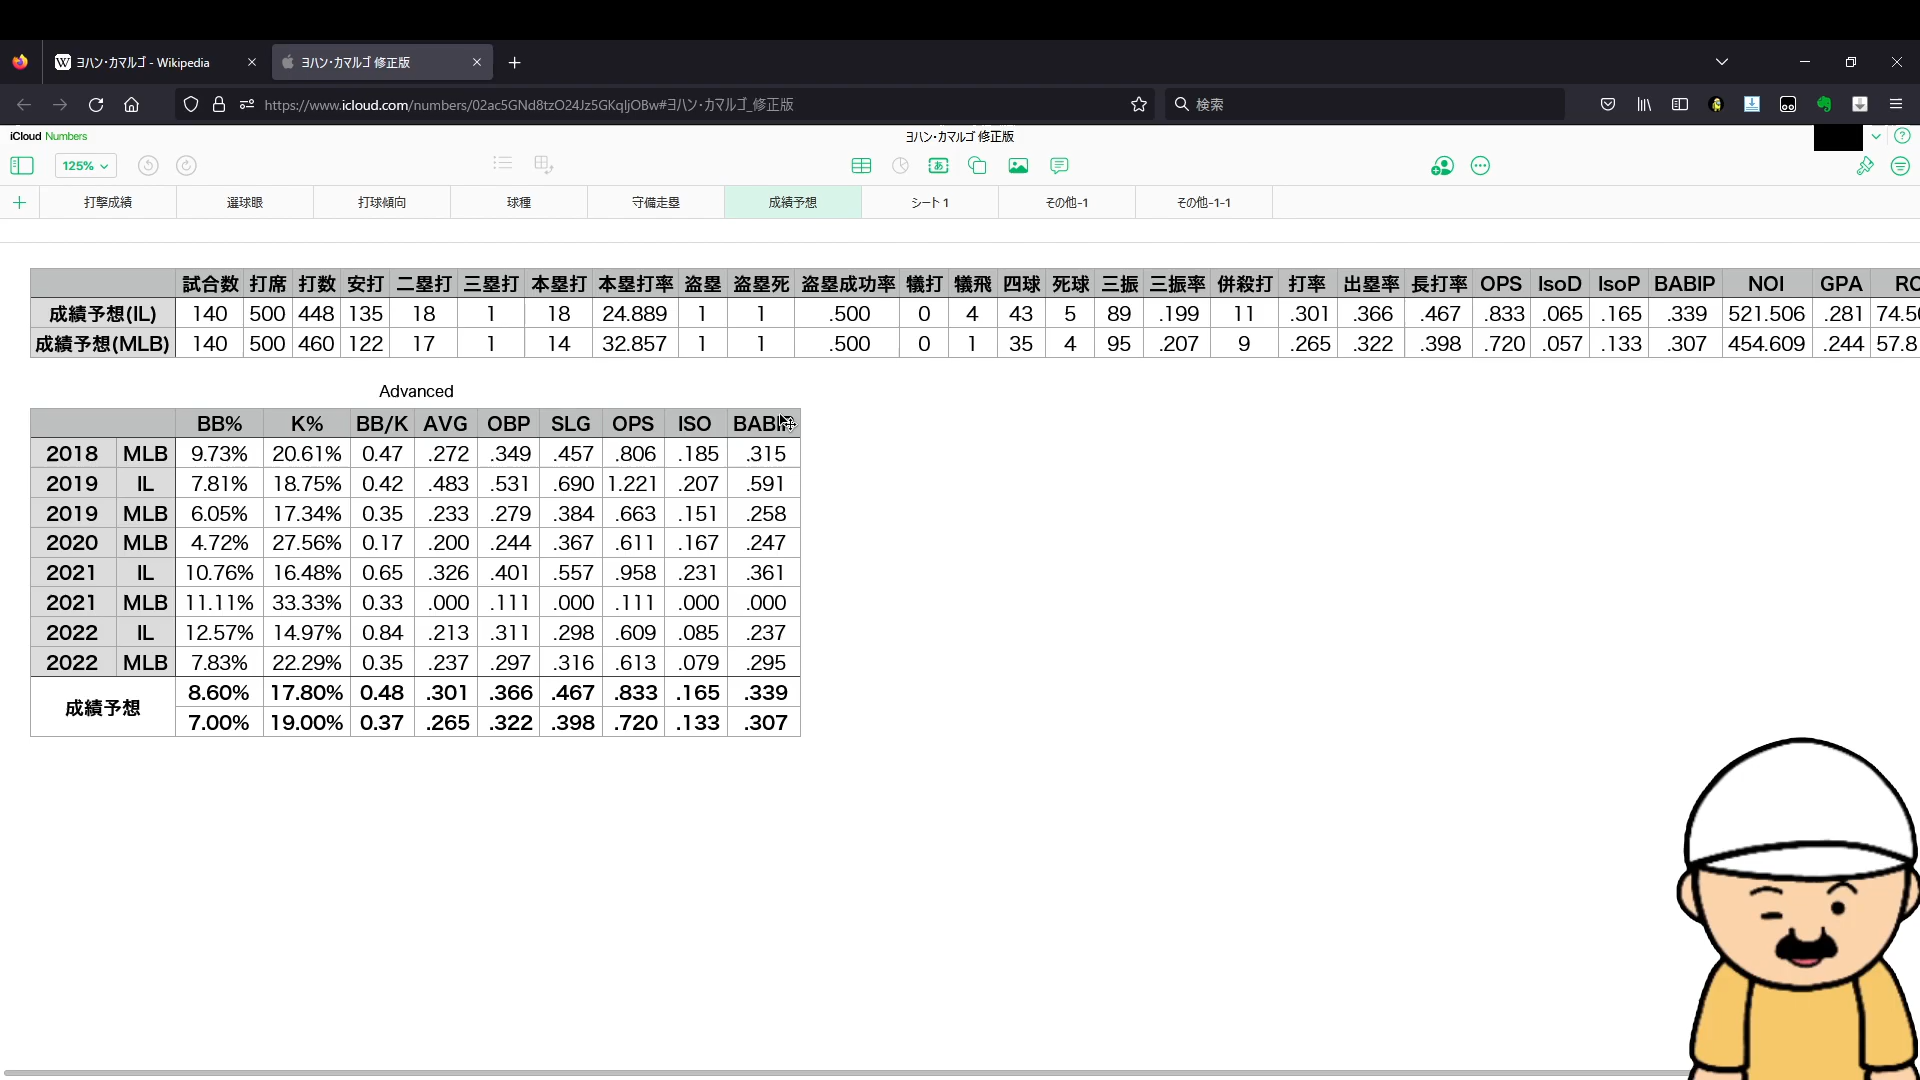 ヨハン・カマルゴ - Wikipedia
ヨハン・カマルゴ 修正版
https://www.icloud.com/numbers/02ac5GNd8tzO24Jz5GKqljOBw#ヨハン・カマルゴ_修正版
検索
iCloud Numbers
ヨハン・カマルゴ 修正版
125%
打撃成績 選球眼 打球傾向 球種 守備走塁 成績予想 シート1 その他-1 その他-1-1
試合数 打席 打数 安打 二塁打 三塁打 本塁打 本塁打率 盗塁 盗塁死 盗塁成功率 犠打 犠飛 四球 死球 三振 三振率 併殺打 打率 出塁率 長打率 OPS IsoD IsoP BABIP NOI GPA RC
成績予想(IL) 140 500 448 135 18 1 18 24.889 1 1 .500 0 4 43 5 89 .199 11 .301 .366 .467 .833 .065 .165 .339 521.506 .281 74.5
成績予想(MLB) 140 500 460 122 17 1 14 32.857 1 1 .500 0 1 35 4 95 .207 9 .265 .322 .398 .720 .057 .133 .307 454.609 .244 57.8
Advanced
BB% K% BB/K AVG OBP SLG OPS ISO BABIP
2018 MLB 9.73% 20.61% 0.47 .272 .349 .457 .806 .185 .315
2019 IL 7.81% 18.75% 0.42 .483 .531 .690 1.221 .207 .591
2019 MLB 6.05% 17.34% 0.35 .233 .279 .384 .663 .151 .258
2020 MLB 4.72% 27.56% 0.17 .200 .244 .367 .611 .167 .247
2021 IL 10.76% 16.48% 0.65 .326 .401 .557 .958 .231 .361
2021 MLB 11.11% 33.33% 0.33 .000 .111 .000 .111 .000 .000
2022 IL 12.57% 14.97% 0.84 .213 .311 .298 .609 .085 .237
2022 MLB 7.83% 22.29% 0.35 .237 .297 .316 .613 .079 .295
成績予想 8.60% 17.80% 0.48 .301 .366 .467 .833 .165 .339
7.00% 19.00% 0.37 .265 .322 .398 .720 .133 .307